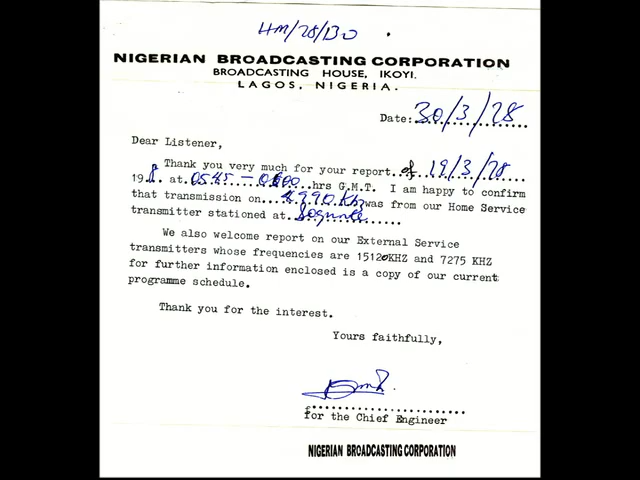 HM/78/BO
NIGERIAN BROADCASTING CORPORATION
BROADCASTING HOUSE, IKOYI.
LAGOS, NIGERIA.
Date: 30/3/78
Dear Listener,
Thank you very much for your report of 19/3/78
19 at 0545 - 0600 hrs G.M.T. I am happy to confirm
that transmission on 4990 KHz was from our Home Service
transmitter stationed at Sogunle
We also welcome report on our External Service
transmitters whose frequencies are 15120KHZ and 7275 KHZ
for further information enclosed is a copy of our current
programme schedule.
Thank you for the interest.
Yours faithfully,
for the Chief Engineer
NIGERIAN BROADCASTING CORPORATION